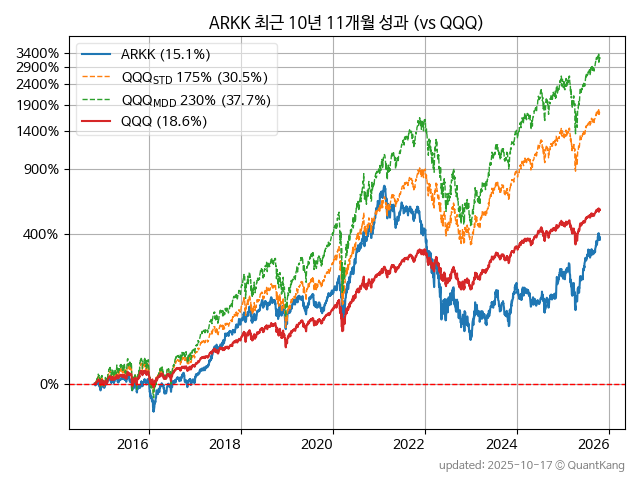 ARKK 최근 10년 11개월 성과 (vs QQQ)
ARKK (15.1%)
QQQSTD 175% (30.5%)
QQQMDD 230% (37.7%)
QQQ (18.6%)
3400%
2900%
2400%
1900%
1400%
900%
400%
0%
2016 2018 2020 2022 2024 2026
updated: 2025-10-17 © QuantKang